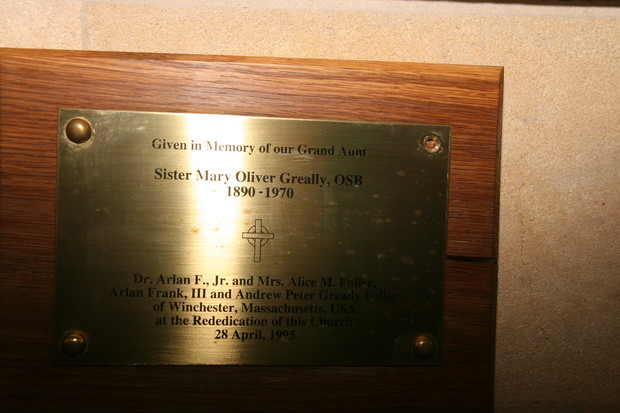 Given in Memory of our Grand Aunt
Sister Mary Oliver Greally, OSB
1890 - 1970
Dr. Arlan F., Jr. and Mrs. Alice M. Fuller,
Arlan Frank, III and Andrew Peter Greally Fuller
of Winchester, Massachusetts, USA
at the Rededication of this Church
28 April, 1995